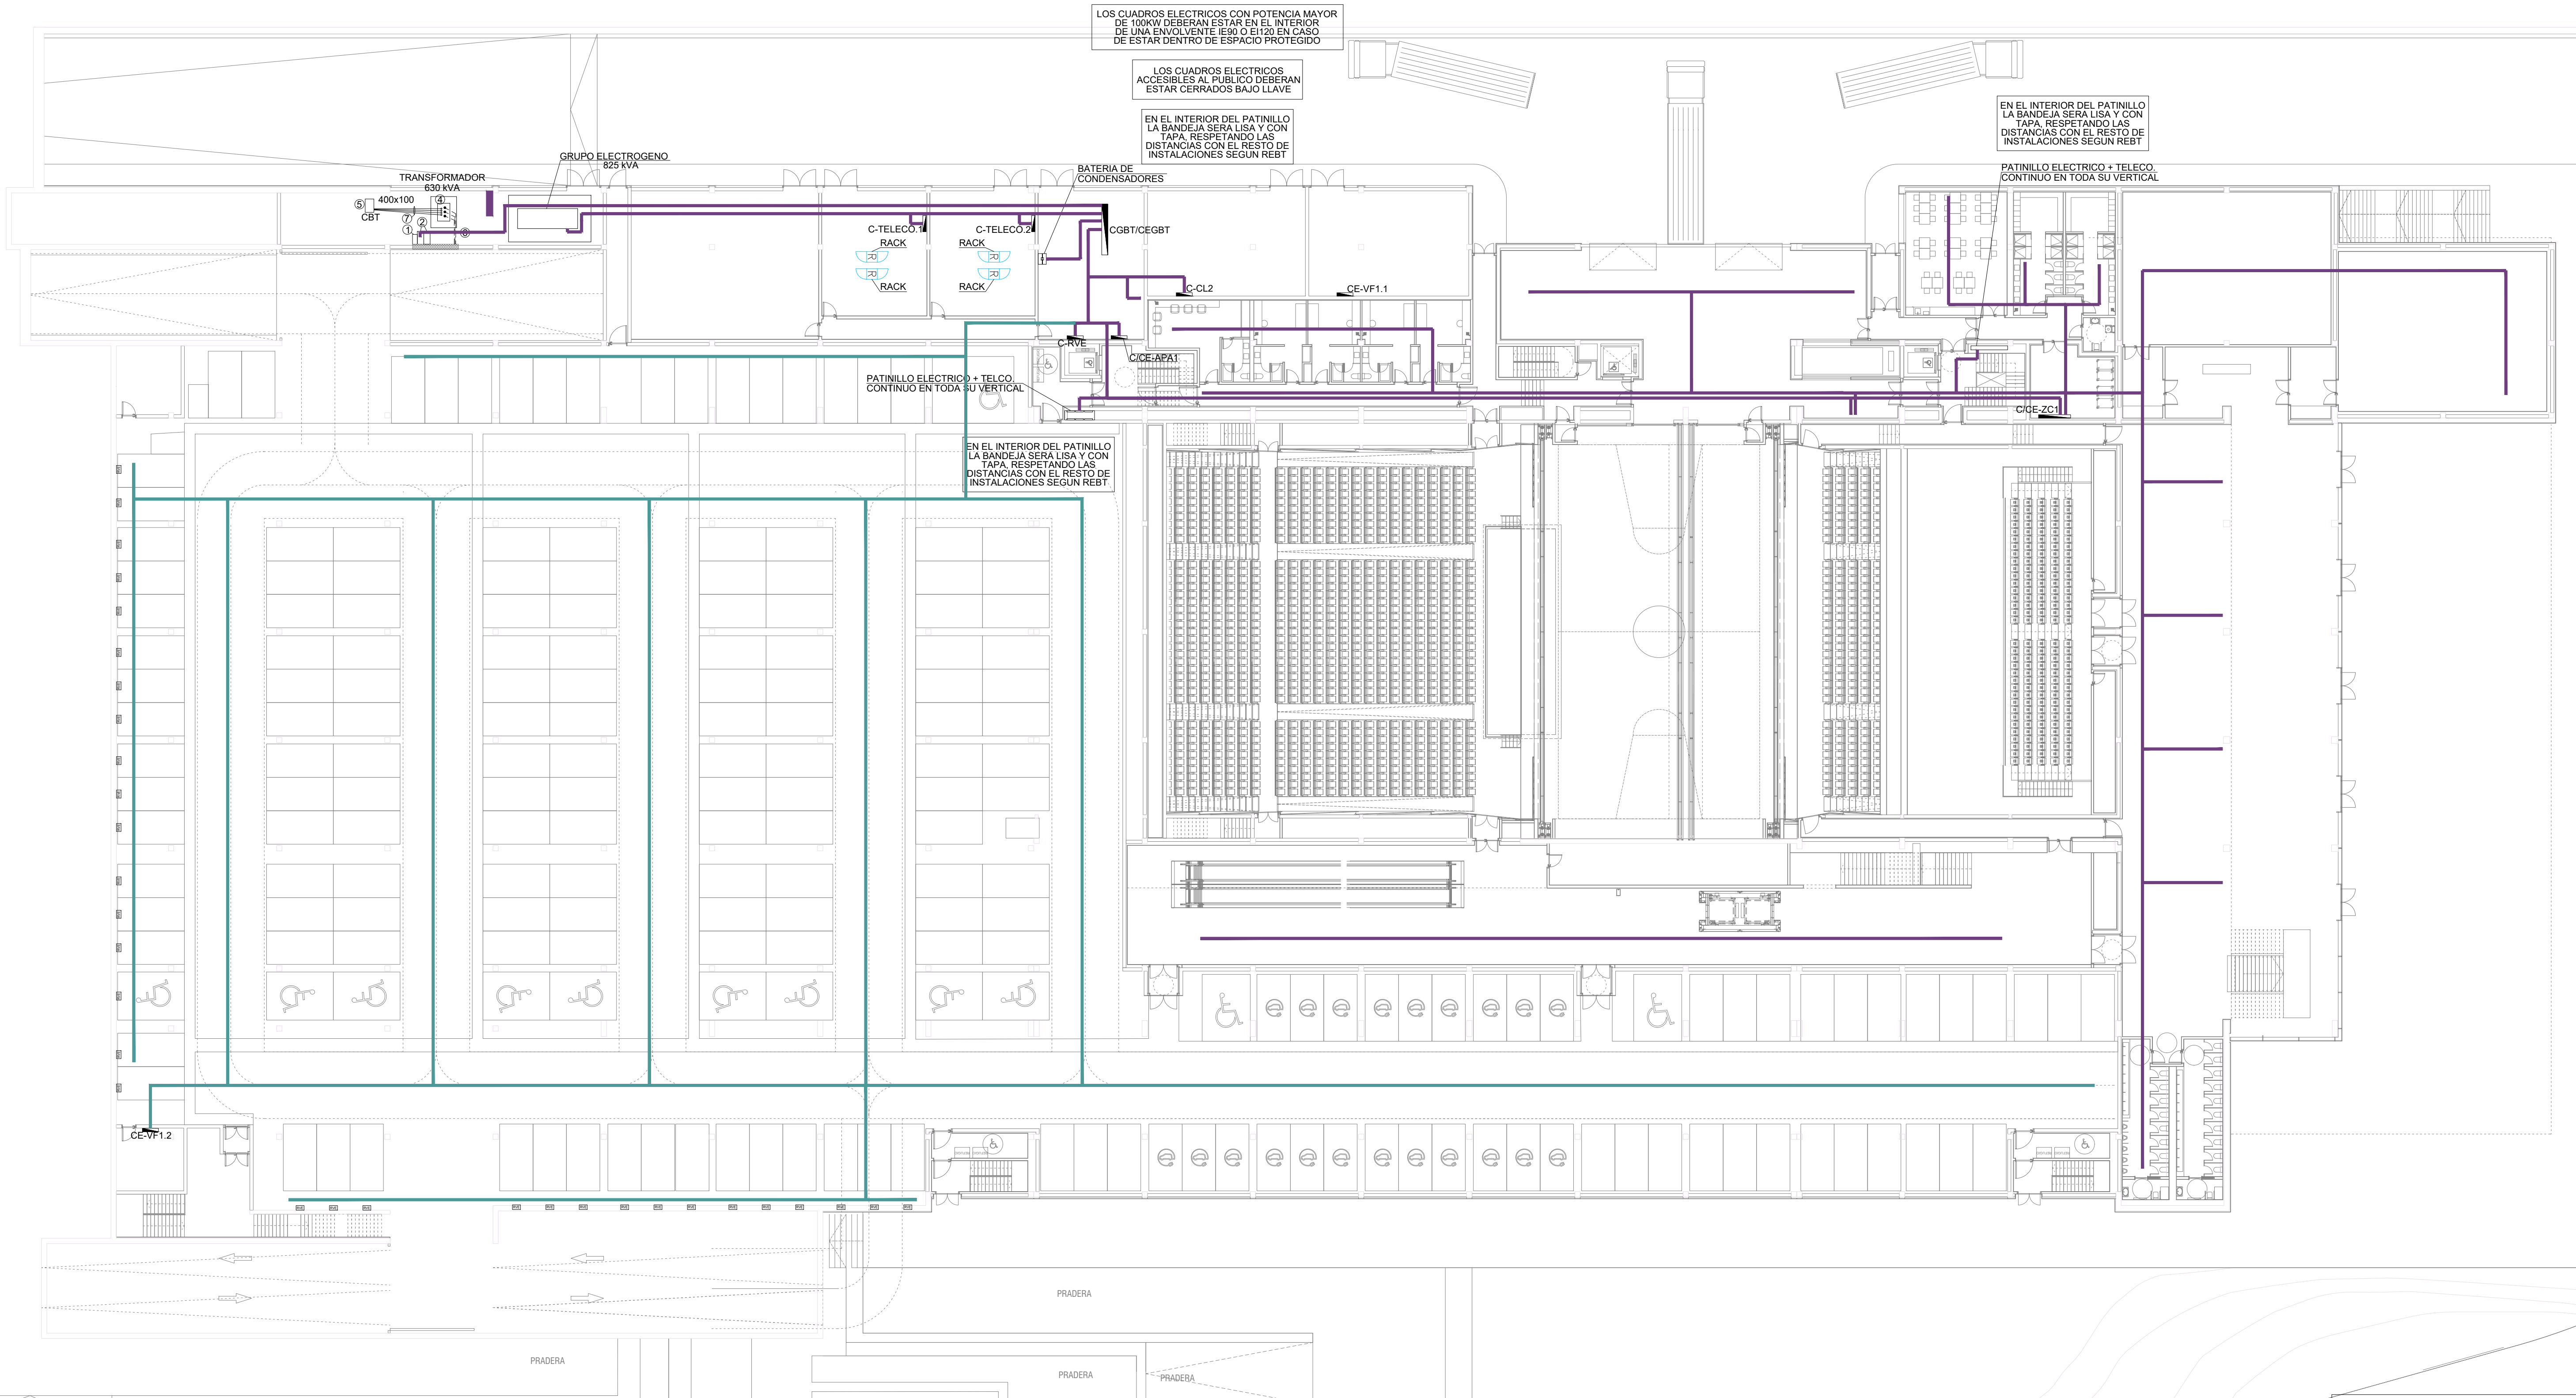 LOS CUADROS ELECTRICOS CON POTENCIA MAYOR
DE 100KW DEBERAN ESTAR EN EL INTERIOR
DE UNA ENVOLVENTE IE90 O EI120 EN CASO
DE ESTAR DENTRO DE ESPACIO PROTEGIDO
LOS CUADROS ELECTRICOS
ACCESIBLES AL PUBLICO DEBERAN
ESTAR CERRADOS BAJO LLAVE
EN EL INTERIOR DEL PATINILLO
LA BANDEJA SERA LISA Y CON
TAPA, RESPETANDO LAS
DISTANCIAS CON EL RESTO DE
INSTALACIONES SEGUN REBT
EN EL INTERIOR DEL PATINILLO
LA BANDEJA SERA LISA Y CON
TAPA, RESPETANDO LAS
DISTANCIAS CON EL RESTO DE
INSTALACIONES SEGUN REBT
GRUPO ELECTROGENO
825 kVA
TRANSFORMADOR
630 kVA
BATERIA DE
CONDENSADORES
PATINILLO ELECTRICO + TELECO.
CONTINUO EN TODA SU VERTICAL
5
400x100
4
CBT
7
2
1
C-TELECO.1
C-TELECO.2
CGBT/CEGBT
RACK
RACK
R
R
R
R
RACK
RACK
C-CL2
CE-VF1.1
C-RVE
C/CE-APA1
PATINILLO ELECTRICO + TELCO.
CONTINUO EN TODA SU VERTICAL
C/CE-ZC1
EN EL INTERIOR DEL PATINILLO
LA BANDEJA SERA LISA Y CON
TAPA, RESPETANDO LAS
DISTANCIAS CON EL RESTO DE
INSTALACIONES SEGUN REBT
CE-VF1.2
PRADERA
PRADERA
PRADERA
PRADERA